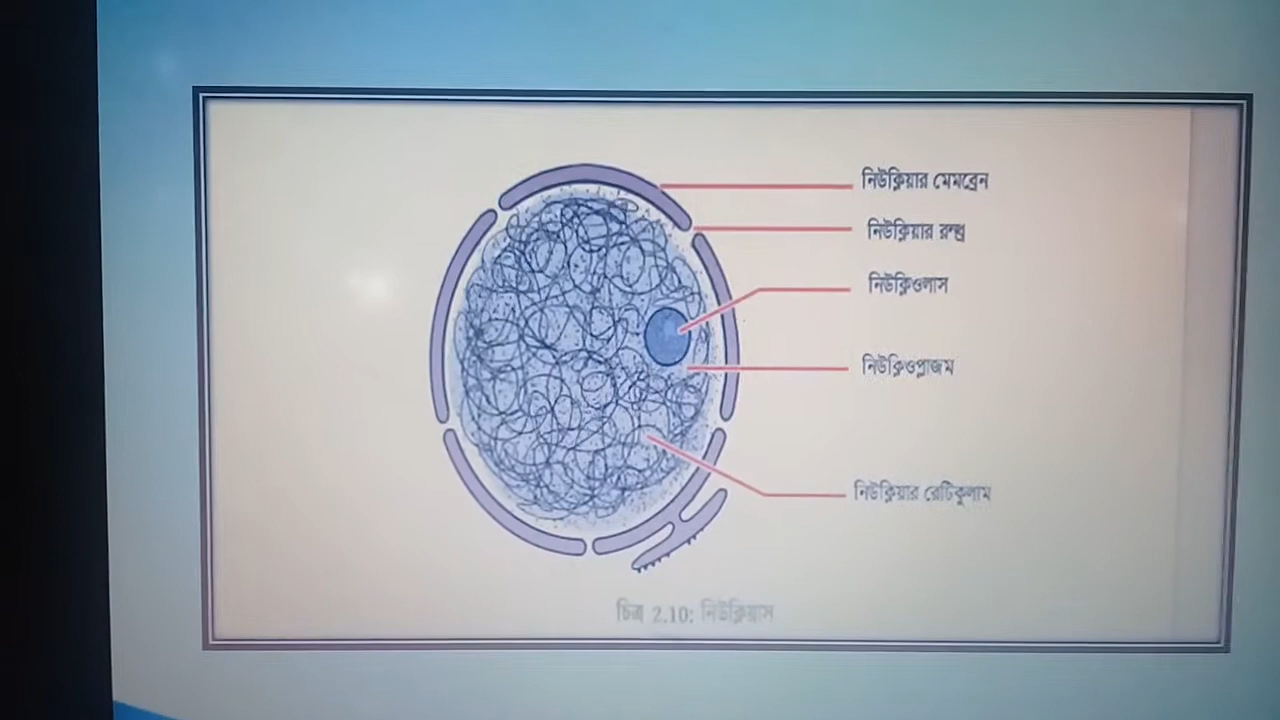 নিউক্লিয়ার মেমব্রেন
নিউক্লিয়ার রন্ধ্র
নিউক্লিওলাস
নিউক্লিওপ্লাজম
নিউক্লিয়ার রেটিকুলাম
চিত্র 2.10: নিউক্লিয়াস